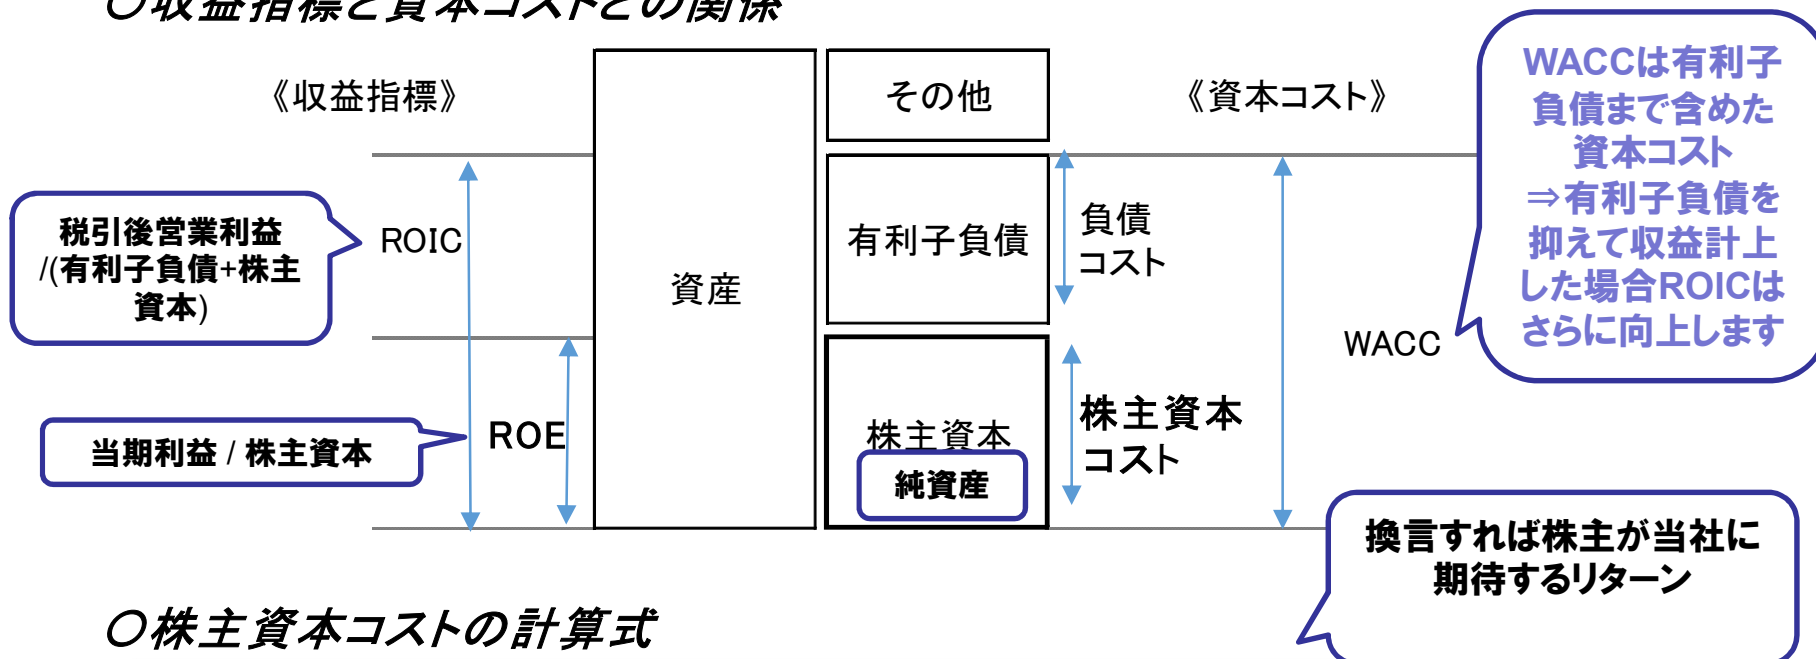 〇収益指標と資本コストとの関係
《収益指標》
その他
《資本コスト》
WACCは有利子
負債まで含めた
資本コスト
⇒有利子負債を
抑えて収益計上
した場合ROICは
さらに向上します
税引後営業利益
/(有利子負債+株主
資本)
ROIC
資産
有利子負債
負債
コスト
WACC
当期利益 / 株主資本
ROE
株主資本
純資産
株主資本
コスト
換言すれば株主が当社に
期待するリターン
〇株主資本コストの計算式